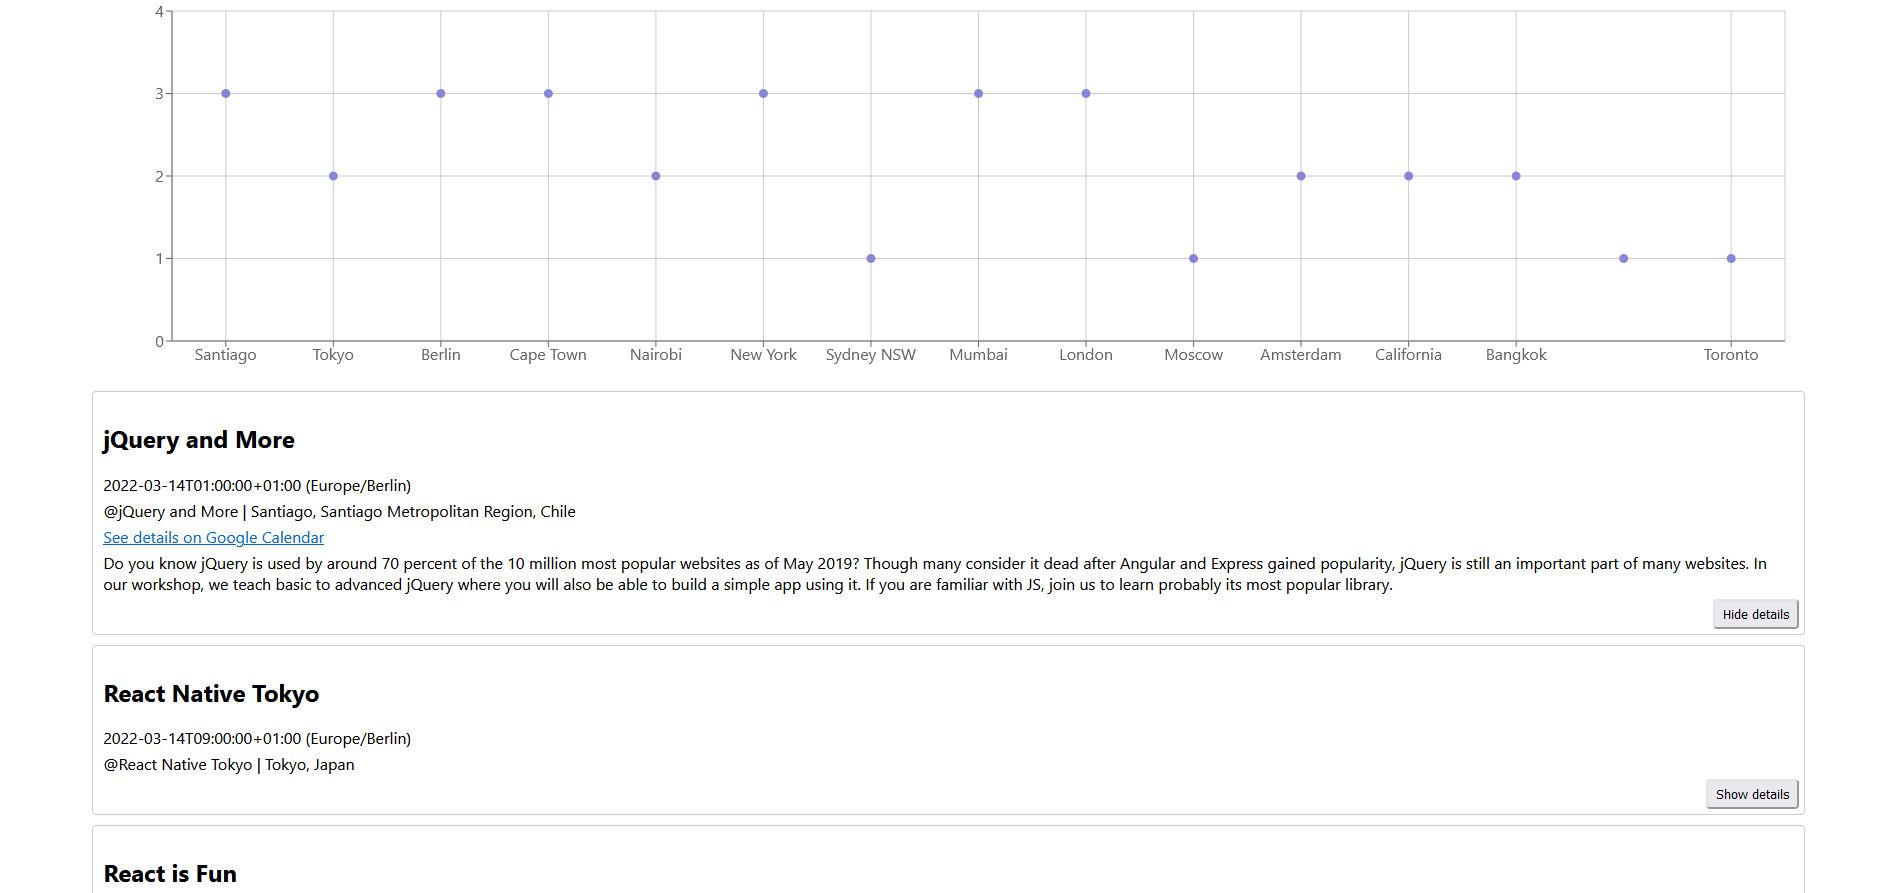 4
3
2
1
0
Santiago Tokyo Berlin Cape Town Nairobi New York Sydney NSW Mumbai London Moscow Amsterdam California Bangkok Toronto
jQuery and More
2022-03-14T01:00:00+01:00 (Europe/Berlin)
@jQuery and More | Santiago, Santiago Metropolitan Region, Chile
See details on Google Calendar
Do you know jQuery is used by around 70 percent of the 10 million most popular websites as of May 2019? Though many consider it dead after Angular and Express gained popularity, jQuery is still an important part of many websites. In
our workshop, we teach basic to advanced jQuery where you will also be able to build a simple app using it. If you are familiar with JS, join us to learn probably its most popular library.
Hide details
React Native Tokyo
2022-03-14T09:00:00+01:00 (Europe/Berlin)
@React Native Tokyo | Tokyo, Japan
Show details
React is Fun